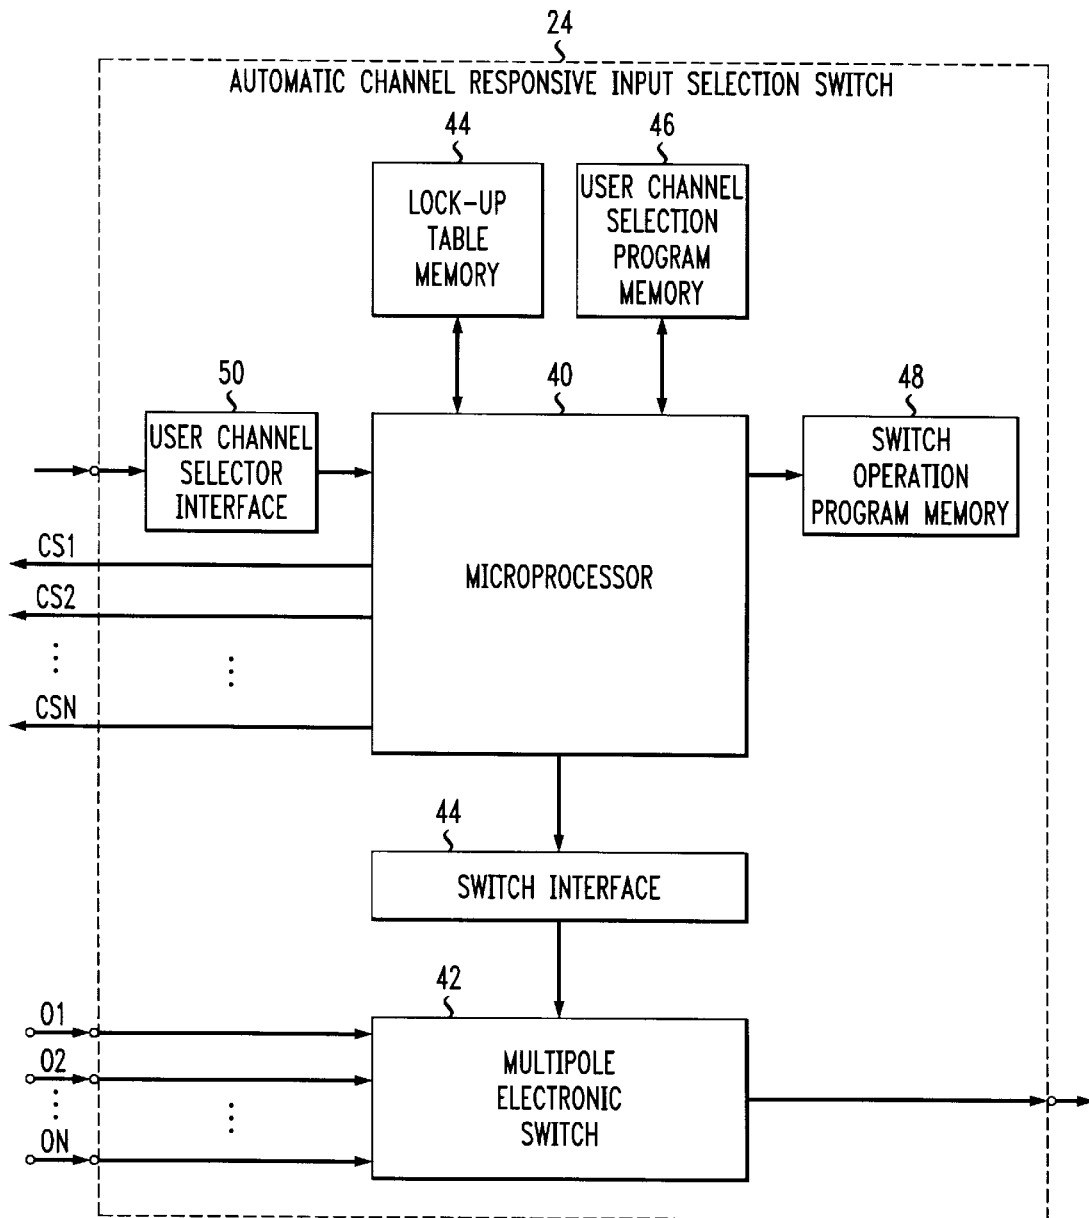 24
AUTOMATIC CHANNEL RESPONSIVE INPUT SELECTION SWITCH
44
LOCK-UP
TABLE
MEMORY
46
USER CHANNEL
SELECTION
PROGRAM
MEMORY
50
USER CHANNEL
SELECTOR
INTERFACE
40
MICROPROCESSOR
48
SWITCH
OPERATION
PROGRAM MEMORY
CS1
CS2
CSN
44
SWITCH INTERFACE
42
MULTIPOLE
ELECTRONIC
SWITCH
O1
O2
ON